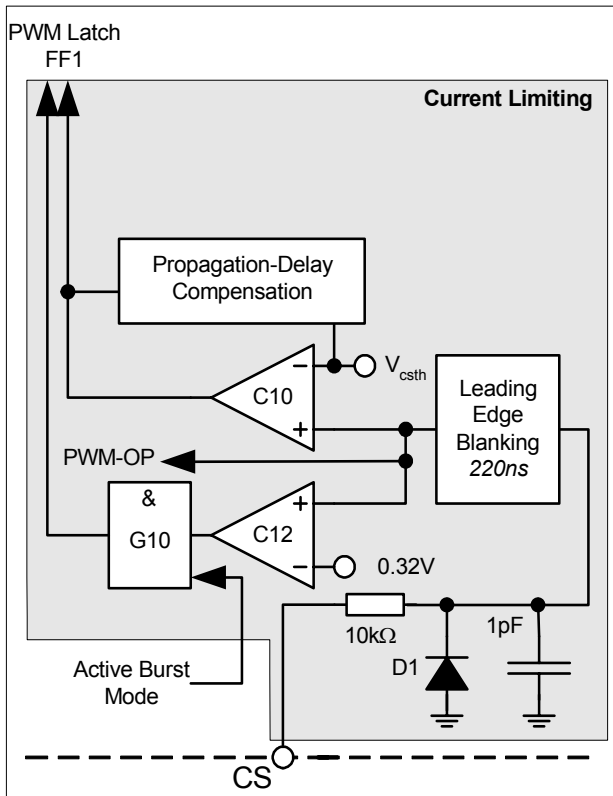 PWM Latch
FF1
Current Limiting
Propagation-Delay
Compensation
Vcsth
C10
Leading
Edge
Blanking
220ns
PWM-OP
&
G10
C12
0.32V
10kΩ
1pF
D1
Active Burst
Mode
CS